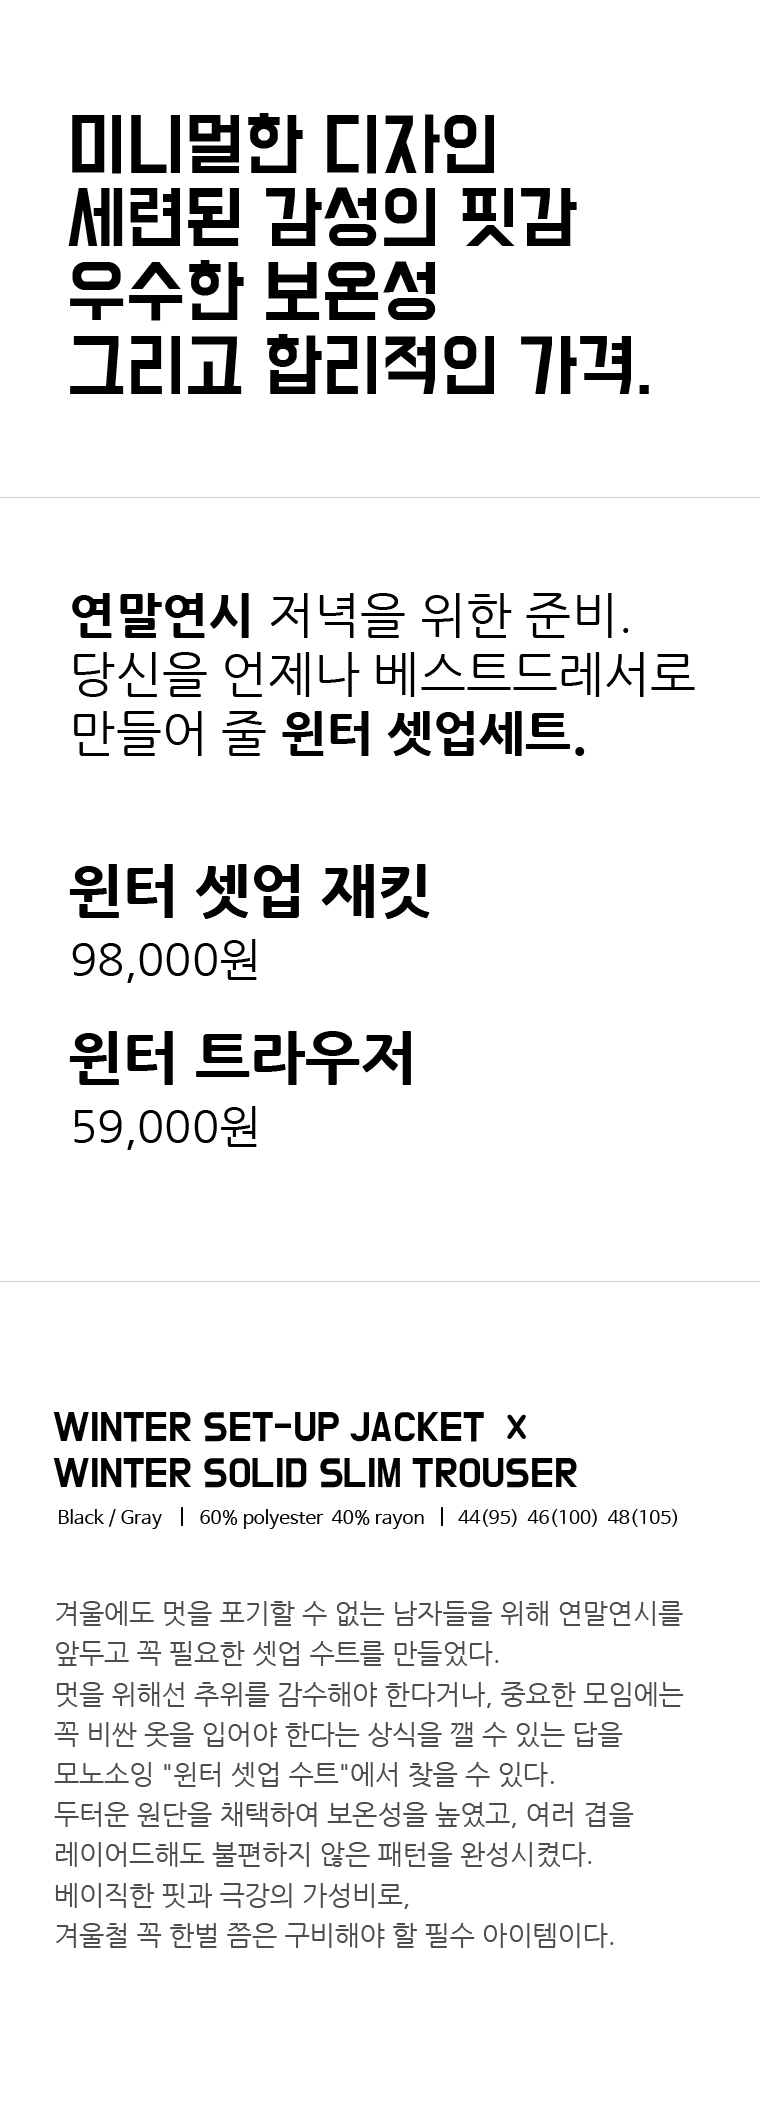 미니멀한 디자인
세련된 감성의 핏감
우수한 보온성
그리고 합리적인 가격.
연말연시 저녁을 위한 준비.
당신을 언제나 베스트드레서로
만들어 줄 윈터 셋업세트.
윈터 셋업 재킷
98,000원
윈터 트라우저
59,000원
WINTER SET-UP JACKET x
WINTER SOLID SLIM TROUSER
Black / Gray | 60% polyester 40% rayon | 44(95) 46(100) 48(105)
겨울에도 멋을 포기할 수 없는 남자들을 위해 연말연시를
앞두고 꼭 필요한 셋업 수트를 만들었다.
멋을 위해선 추위를 감수해야 한다거나, 중요한 모임에는
꼭 비싼 옷을 입어야 한다는 상식을 깰 수 있는 답을
모노소잉 "윈터 셋업 수트"에서 찾을 수 있다.
두터운 원단을 채택하여 보온성을 높였고, 여러 겹을
레이어드해도 불편하지 않은 패턴을 완성시켰다.
베이직한 핏과 극강의 가성비로,
겨울철 꼭 한벌 쯤은 구비해야 할 필수 아이템이다.